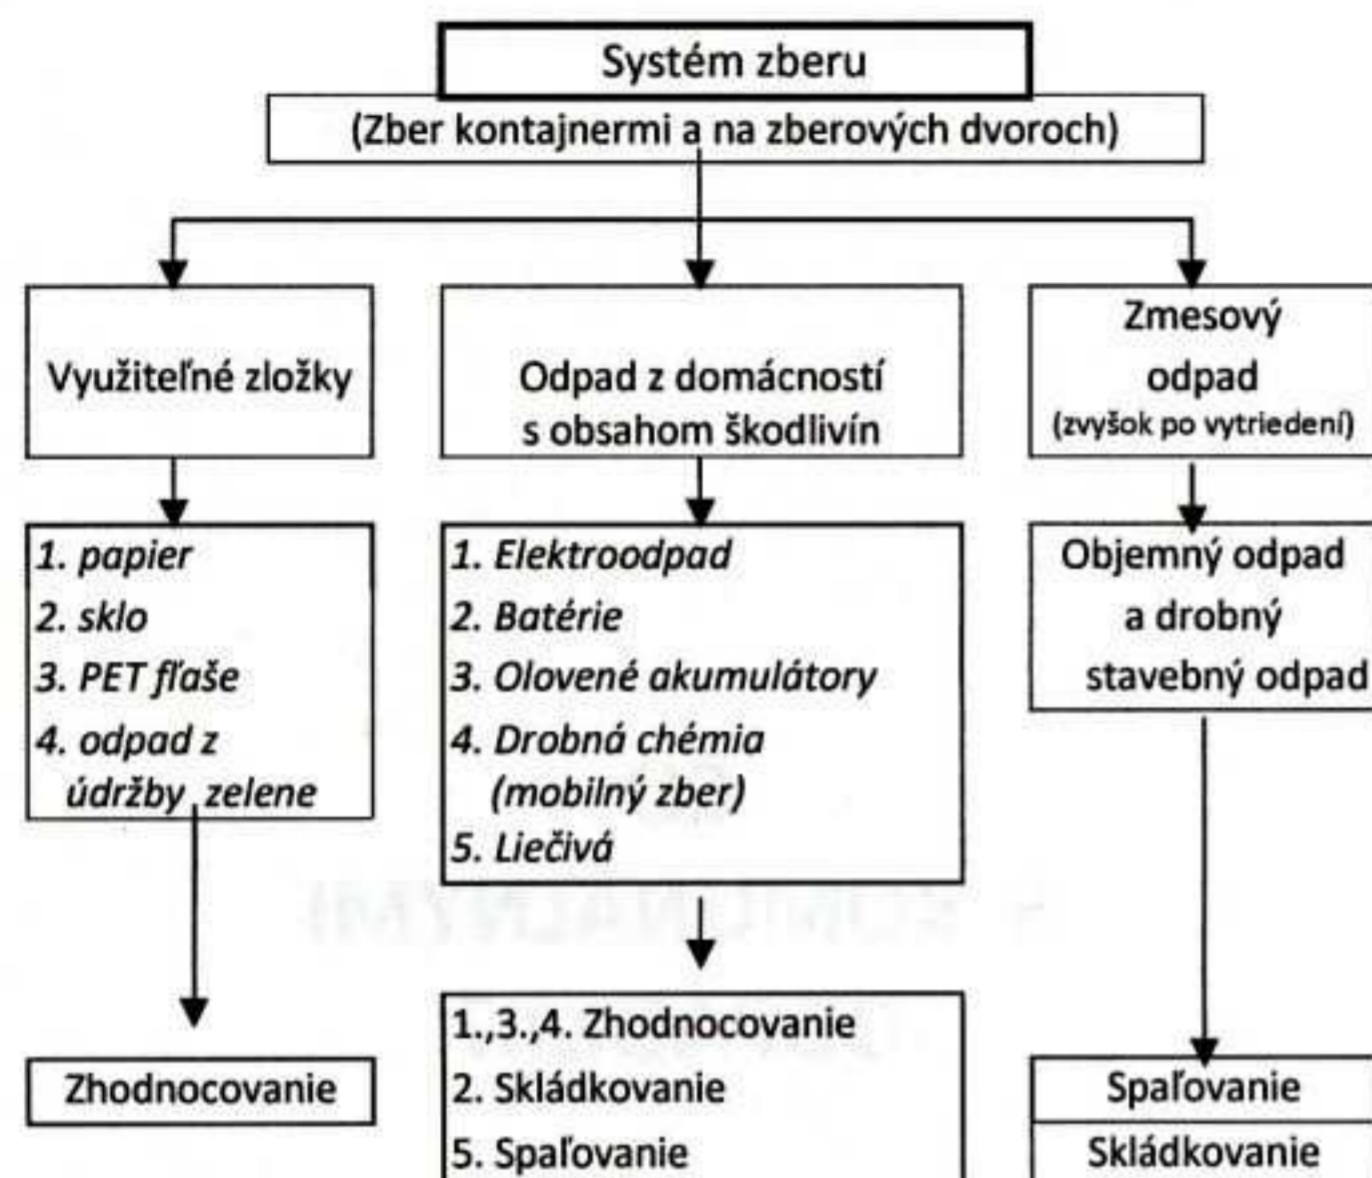 Systém zberu
(Zber kontajnermi a na zberových dvoroch)
Využiteľné zložky
Odpad z domácností
s obsahom škodlivín
Zmesový
odpad
(zvyšok po vytriedení)
1. papier
2. sklo
3. PET fľaše
4. odpad z
údržby zelene
1. Elektroodpad
2. Batérie
3. Olovené akumulátory
4. Drobná chémia
(mobilný zber)
5. Liečivá
Objemný odpad
a drobný
stavebný odpad
Zhodnocovanie
1.,3.,4. Zhodnocovanie
2. Skládkovanie
5. Spaľovanie
Spaľovanie
Skládkovanie